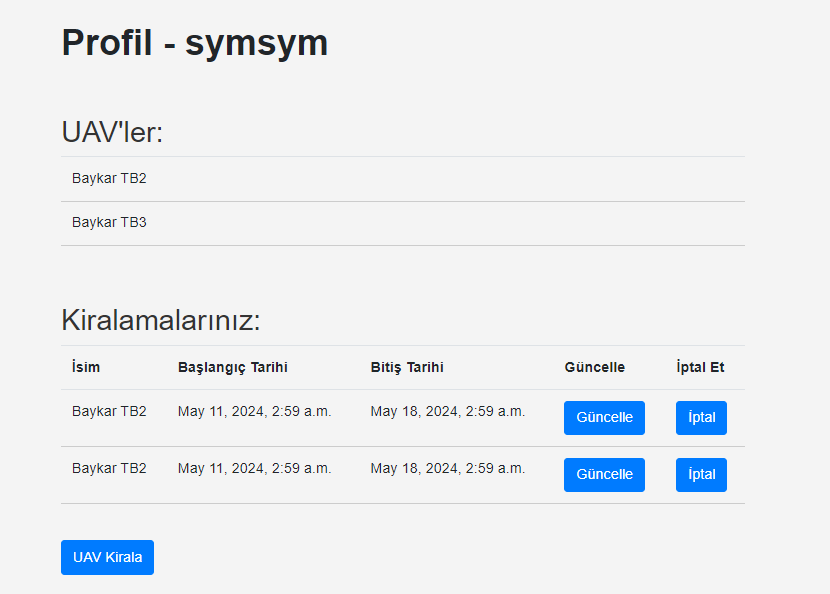 Profil - symsym
UAV'ler:
Baykar TB2
Baykar TB3
Kiralamalarınız:
İsim Başlangıç Tarihi Bitiş Tarihi Güncelle İptal Et
Baykar TB2 May 11, 2024, 2:59 a.m. May 18, 2024, 2:59 a.m. Güncelle İptal
Baykar TB2 May 11, 2024, 2:59 a.m. May 18, 2024, 2:59 a.m. Güncelle İptal
UAV Kirala